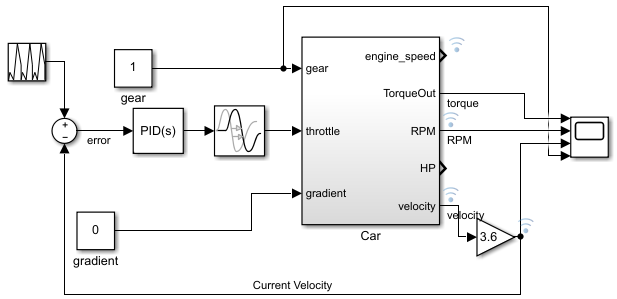 engine_speed
1
gear
gear
TorqueOut
torque
+
−
error
PID(s)
throttle
RPM
RPM
HP
gradient
velocity
velocity
0
gradient
Car
3.6
Current Velocity